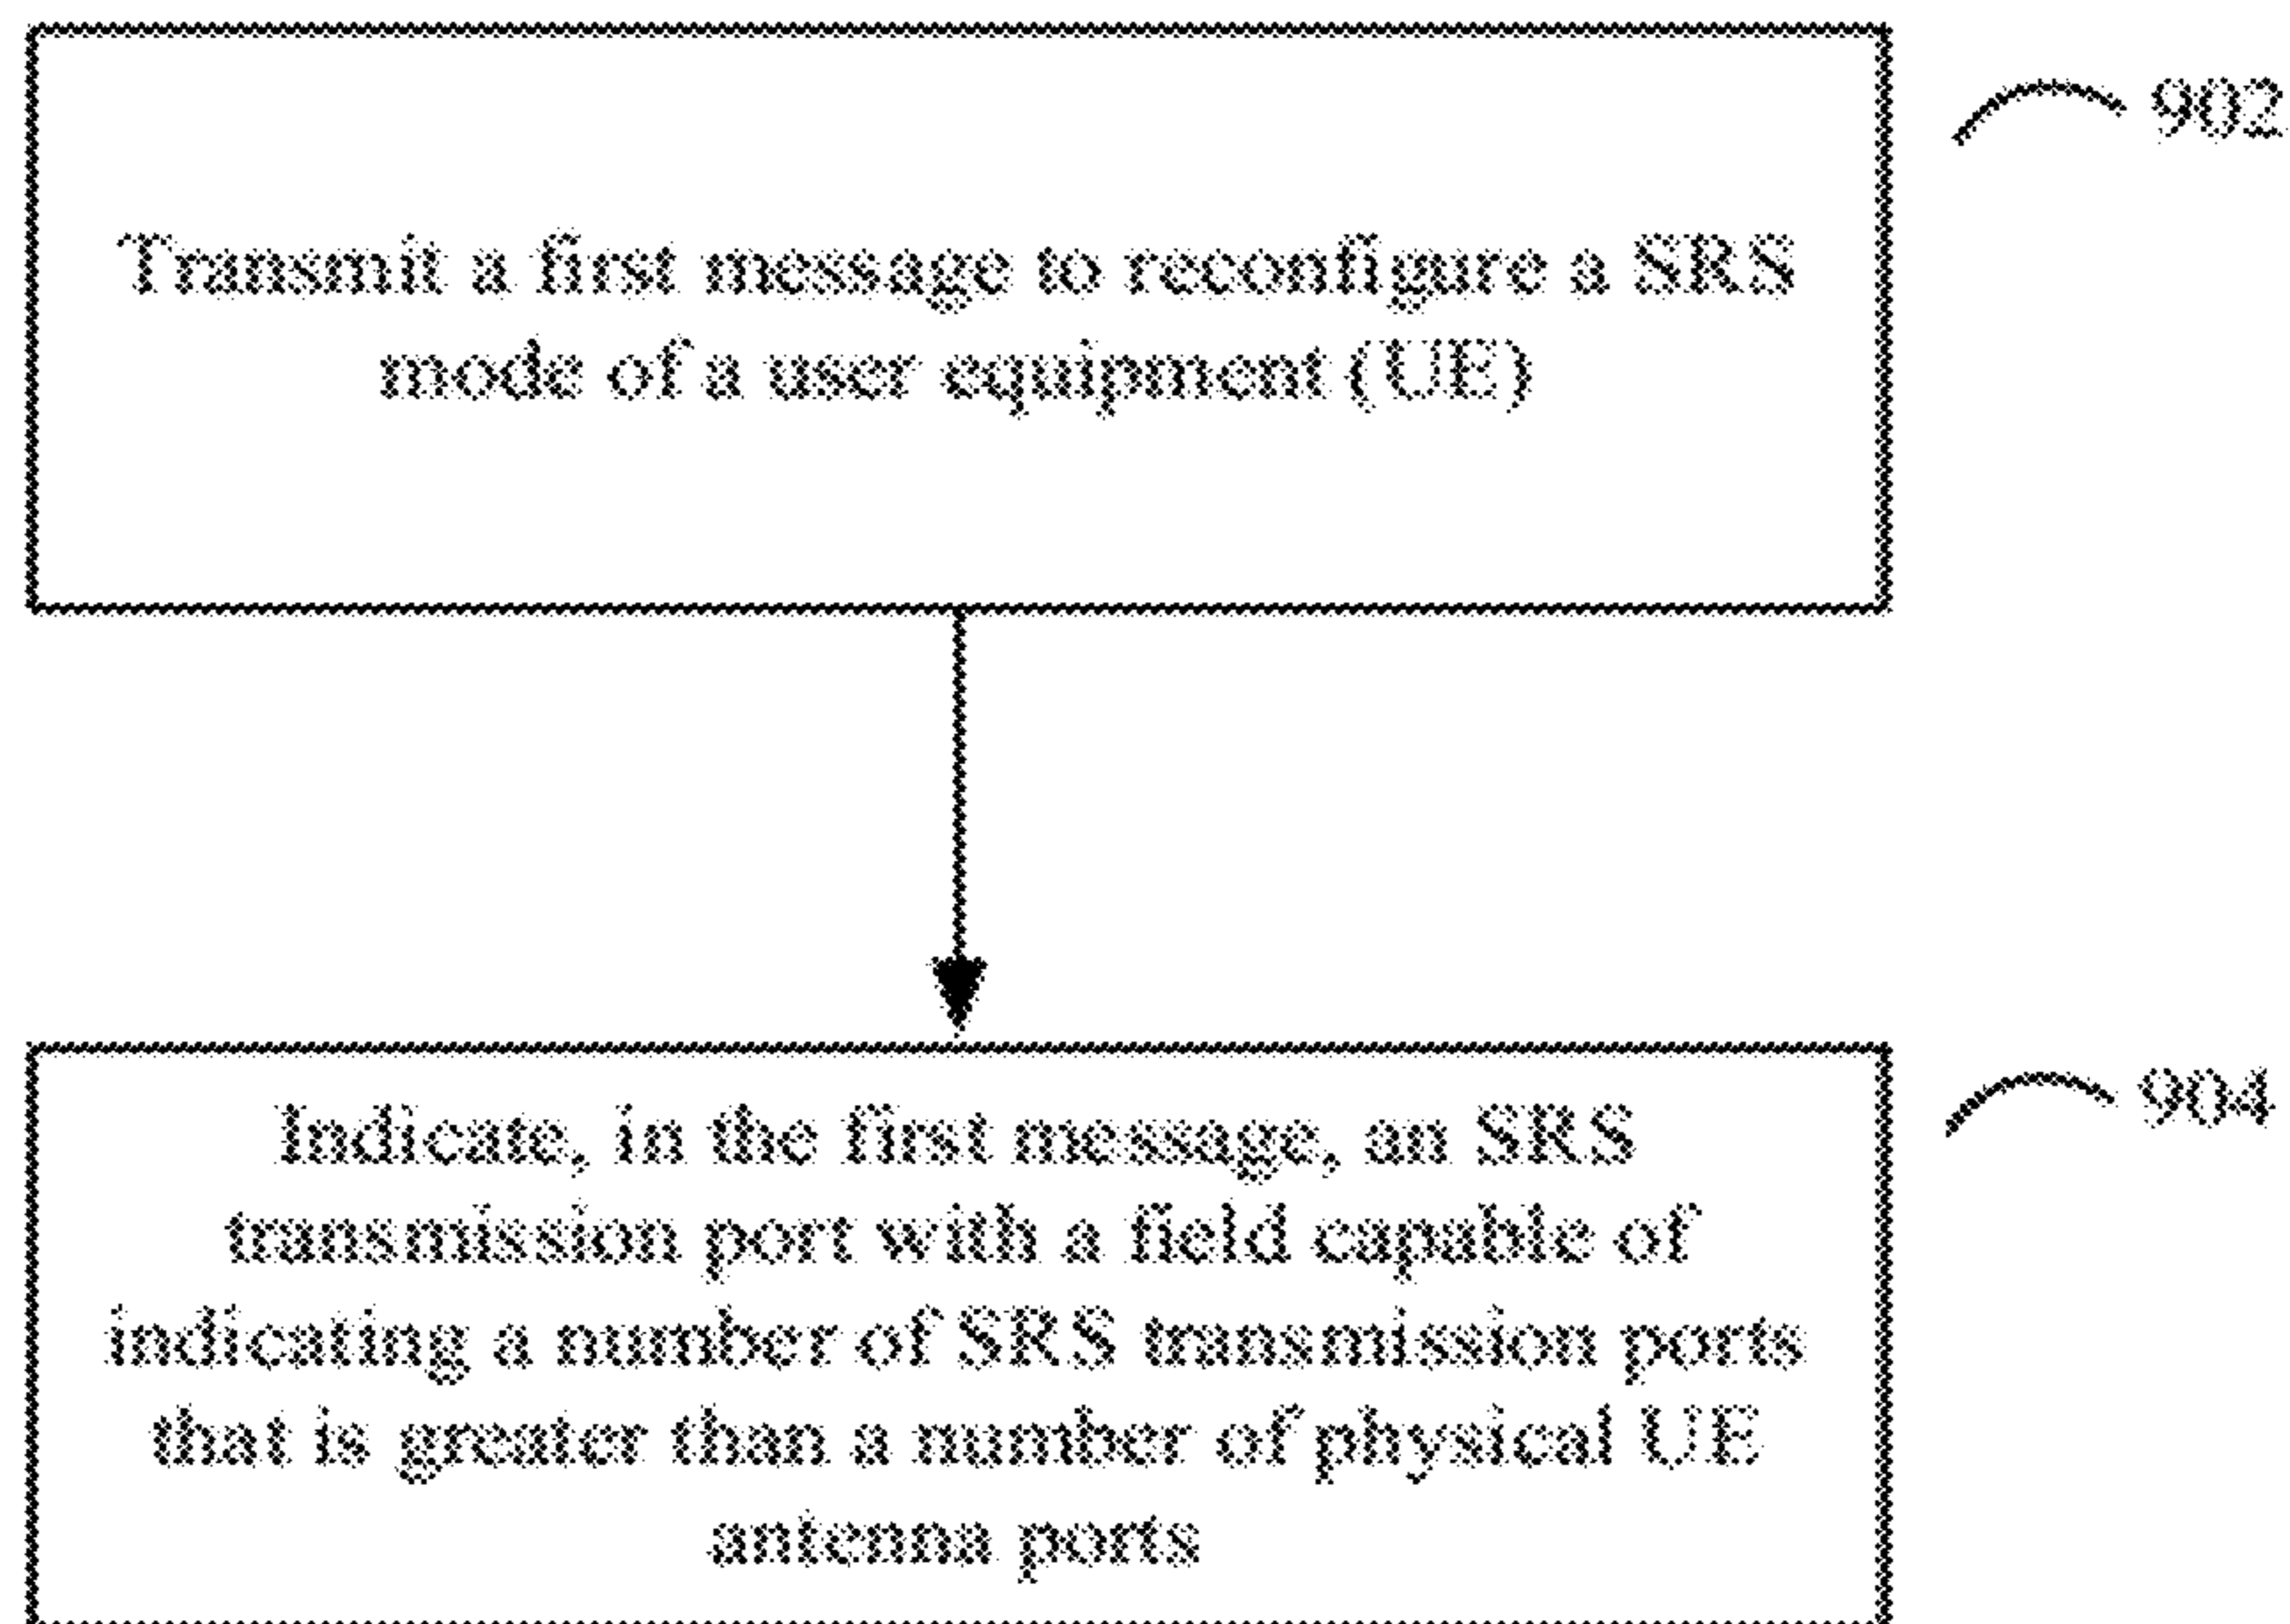 902
Transmit a first message to reconfigure a SRS
mode of a user equipment (UE)
904
Indicate, in the first message, an SRS
transmission port with a field capable of
indicating a number of SRS transmission ports
that is greater than a number of physical UE
antenna ports